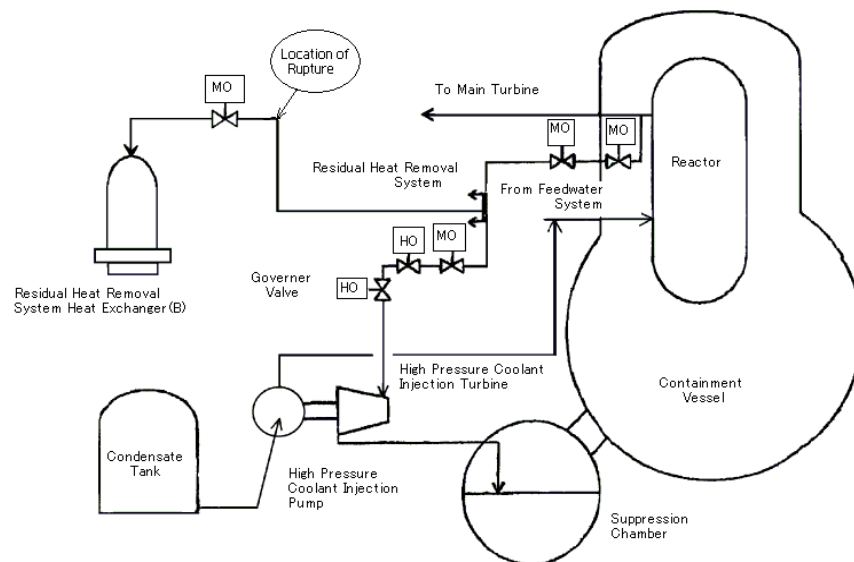 Location of
Rupture
MO
To Main Turbine
MO
MO
Residual Heat Removal
System
From Feedwater
System
Reactor
HO
MO
Governer
Valve
HO
Residual Heat Removal
System Heat Exchanger(B)
High Pressure Coolant
Injection Turbine
Containment
Vessel
Condensate
Tank
High Pressure
Coolant Injection
Pump
Suppression
Chamber